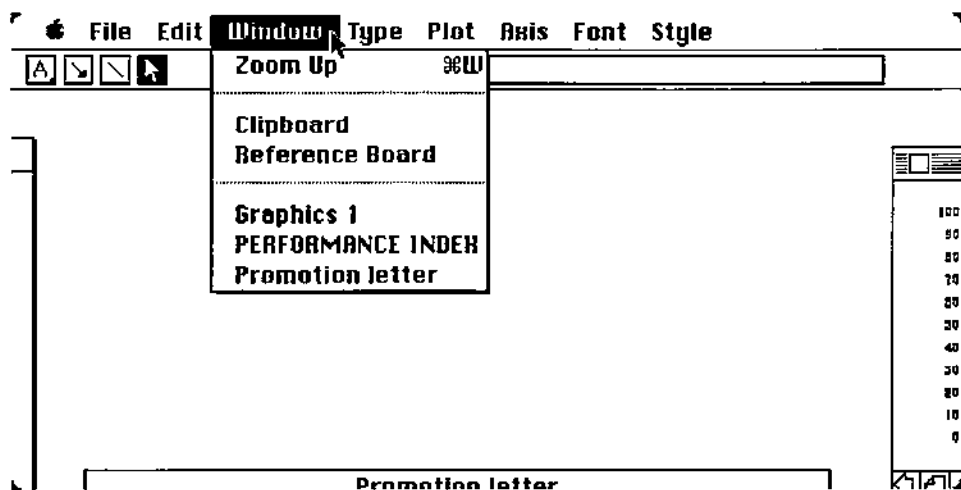 File Edit Window Type Plot Axis Font Style
A
Zoom Up ⌘W
Clipboard
Reference Board
Graphics 1
PERFORMANCE INDEX
Promotion letter
100
90
80
70
60
50
40
30
20
10
0
Promotion letter